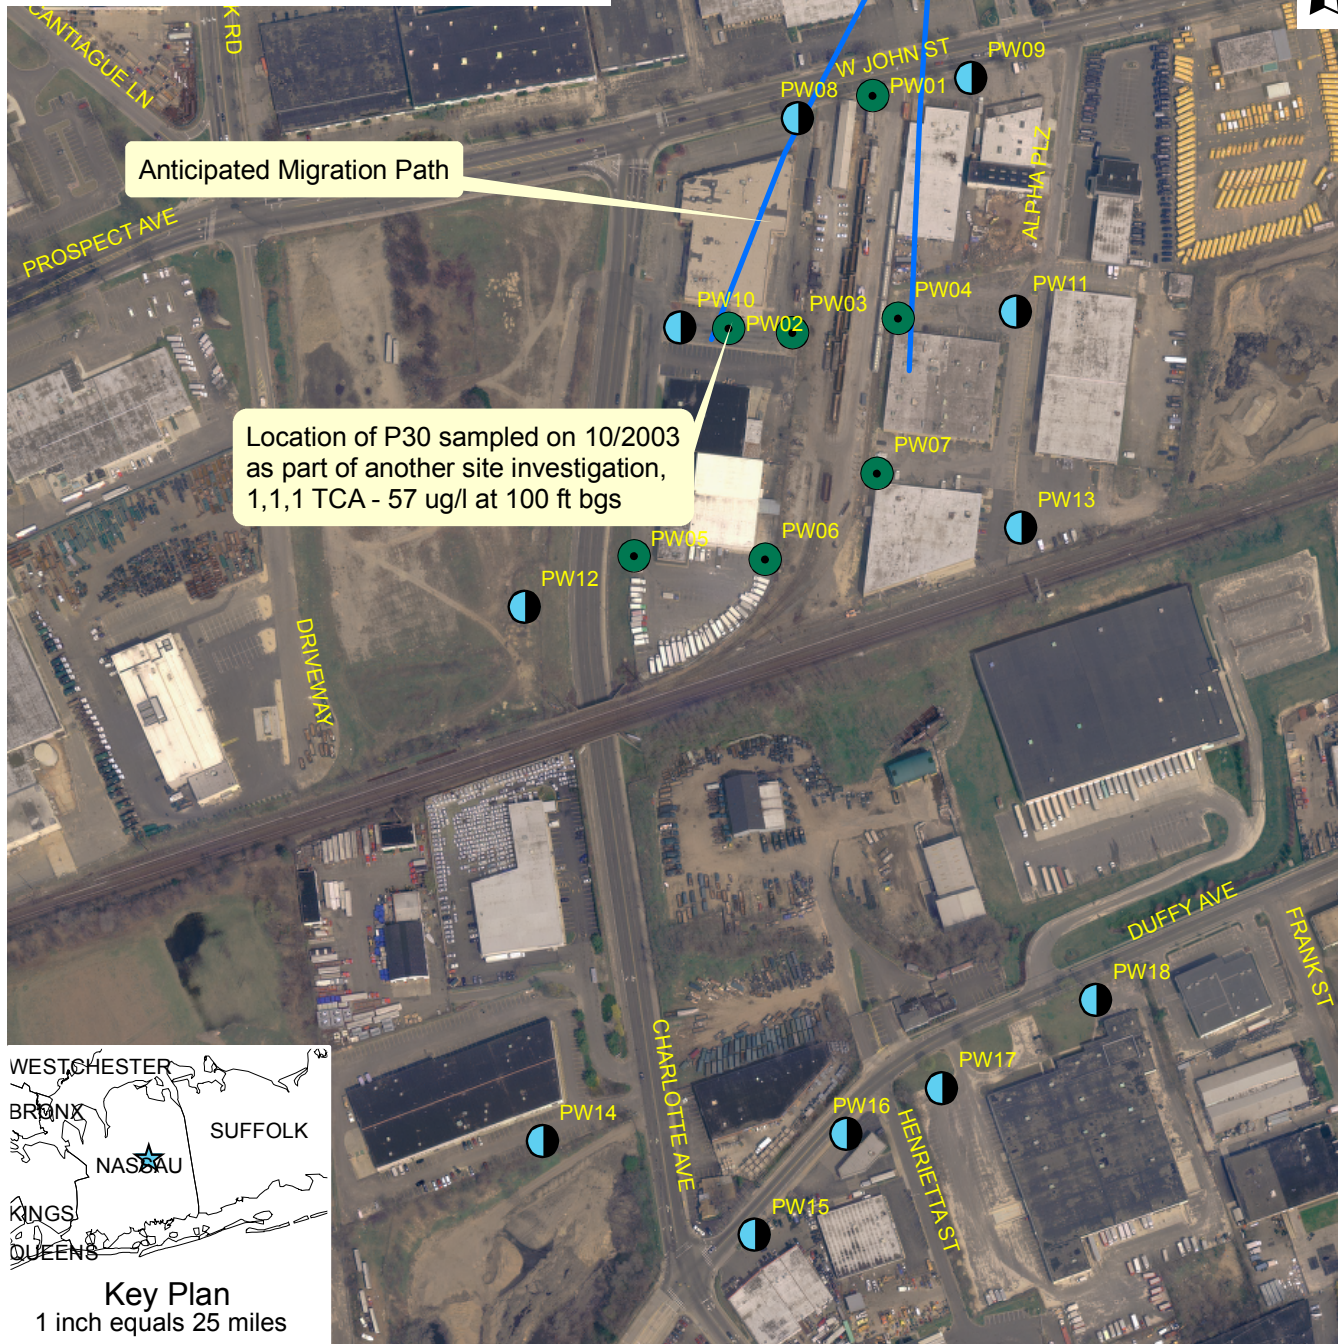 CANTIAGUE LN
K RD
W JOHN ST
PW09
PW08
PW01
Anticipated Migration Path
ALPHA PLZ
PROSPECT AVE
PW10
PW03
PW04
PW11
PW02
Location of P30 sampled on 10/2003
as part of another site investigation,
1,1,1 TCA - 57 ug/l at 100 ft bgs
PW07
PW13
PW05
PW06
PW12
DRIVEWAY
DUFFY AVE
FRANK ST
PW18
CHARLOTTE AVE
PW17
PW14
PW16
HENRIETTA ST
PW15
WESTCHESTER
BRONX
SUFFOLK
NASSAU
KINGS
QUEENS
Key Plan
1 inch equals 25 miles